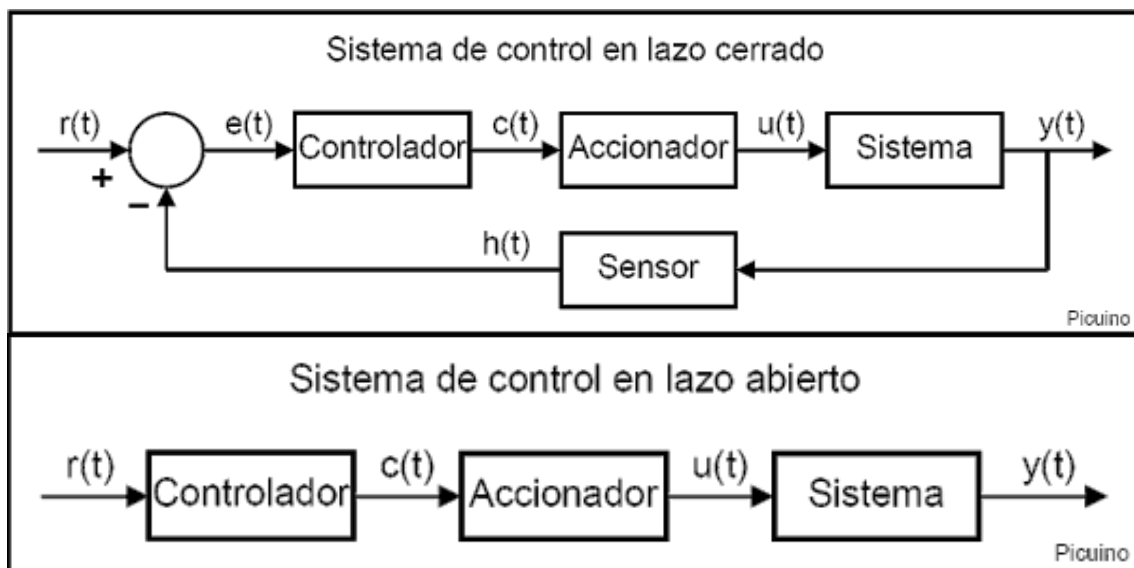 Sistema de control en lazo cerrado
r(t) e(t) Controlador c(t) Accionador u(t) Sistema y(t)
+
−
h(t) Sensor
Picuino
Sistema de control en lazo abierto
r(t) Controlador c(t) Accionador u(t) Sistema y(t)
Picuino